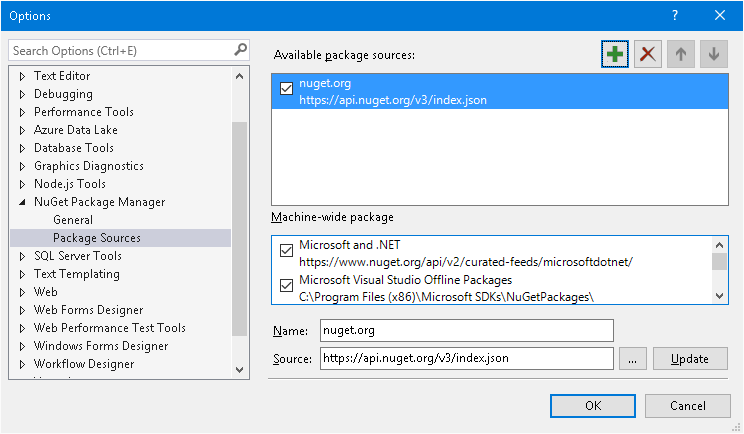 Options
Search Options (Ctrl+E)
Text Editor
Debugging
Performance Tools
Azure Data Lake
Database Tools
Graphics Diagnostics
Node.js Tools
NuGet Package Manager
General
Package Sources
SQL Server Tools
Text Templating
Web
Web Forms Designer
Web Performance Test Tools
Windows Forms Designer
Workflow Designer
Available package sources:
nuget.org
https://api.nuget.org/v3/index.json
Machine-wide package
Microsoft and .NET
https://www.nuget.org/api/v2/curated-feeds/microsoftdotnet/
Microsoft Visual Studio Offline Packages
C:\Program Files (x86)\Microsoft SDKs\NuGetPackages\
Name: nuget.org
Source: https://api.nuget.org/v3/index.json ... Update
OK Cancel